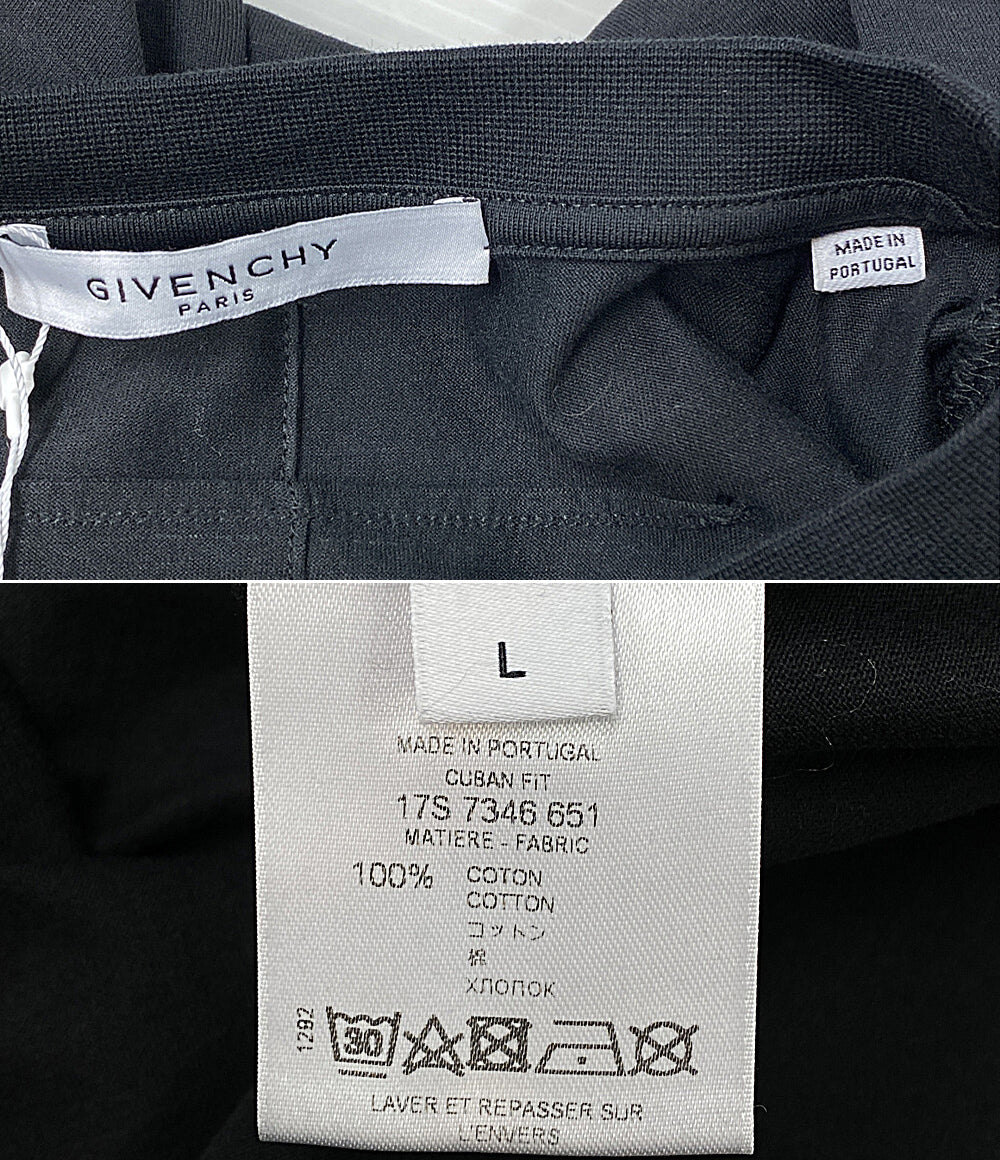 GIVENCHY
PARIS
MADE IN
PORTUGAL
L
MADE IN PORTUGAL
CUBAN FIT
17S 7346 651
MATIERE - FABRIC
100% COTON
COTTON
コットン
棉
ХЛОПОК
1292
30
LAVER ET REPASSER SUR
L'ENVERS